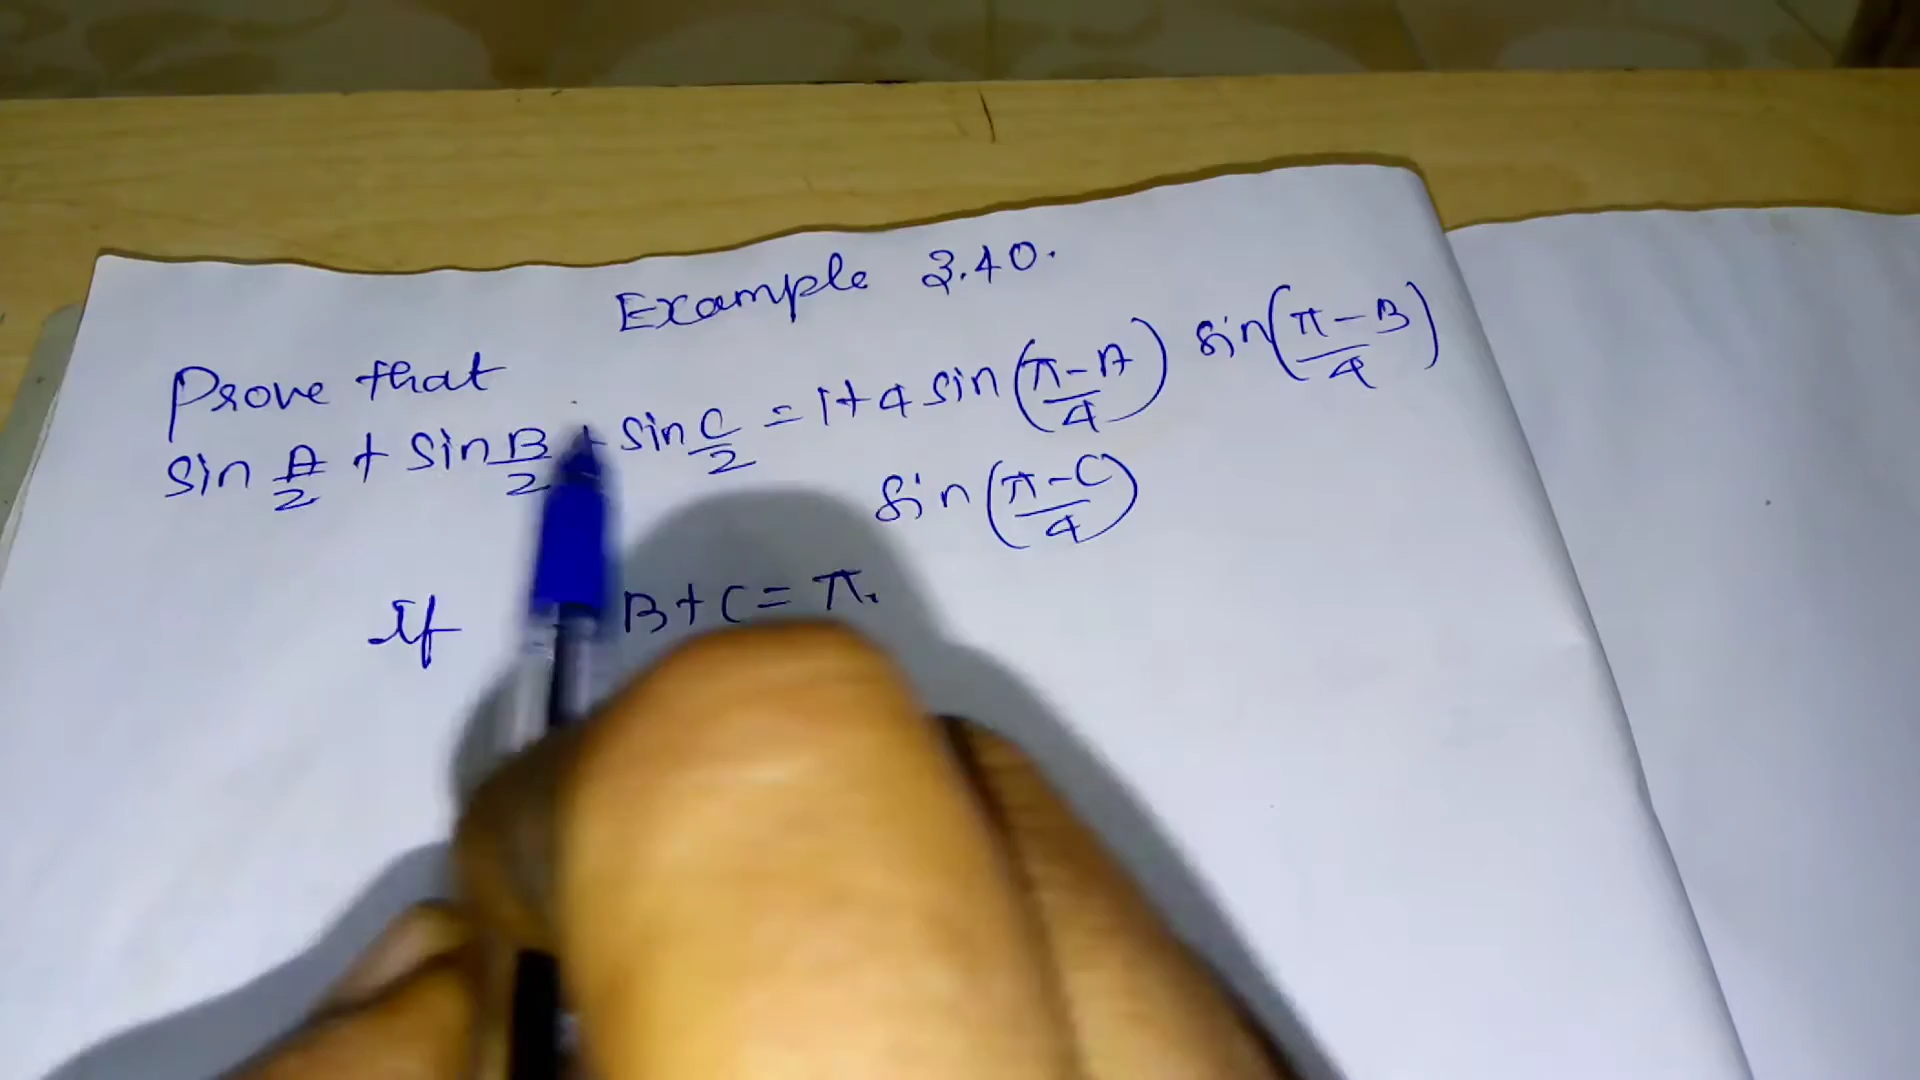 Example 3.40.
Prove that
sin A/2 + sin B/2 + sin C/2 = 1+4 sin (π-A/4) sin (π-B/4)
sin (π-C/4)
If B+C = π.